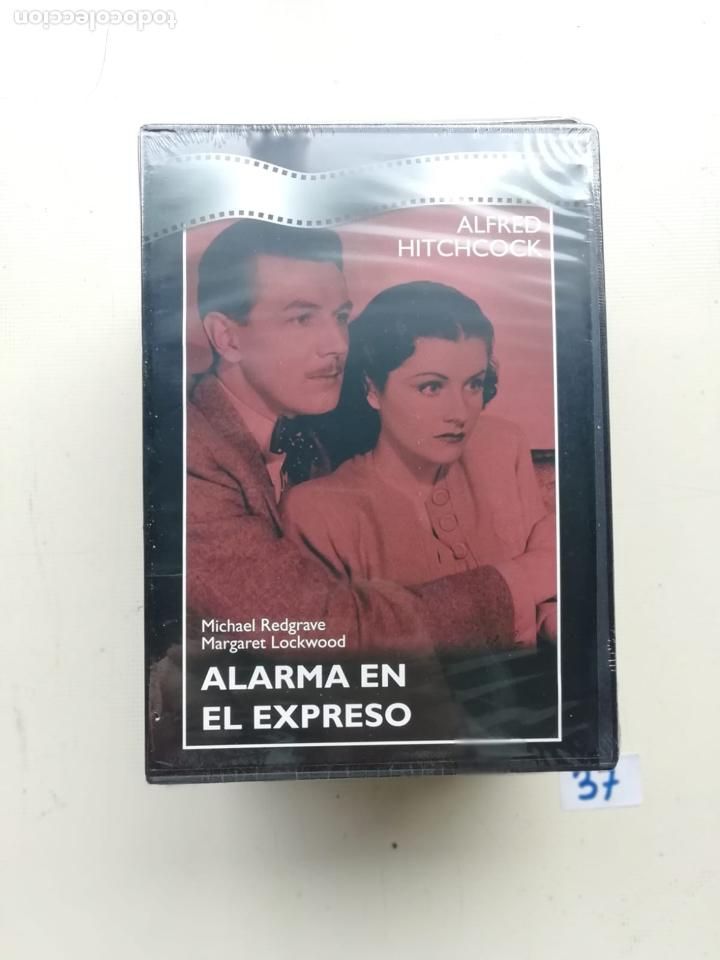 todocoleccion
ALFRED
HITCHCOCK
Michael Redgrave
Margaret Lockwood
ALARMA EN
EL EXPRESO
37